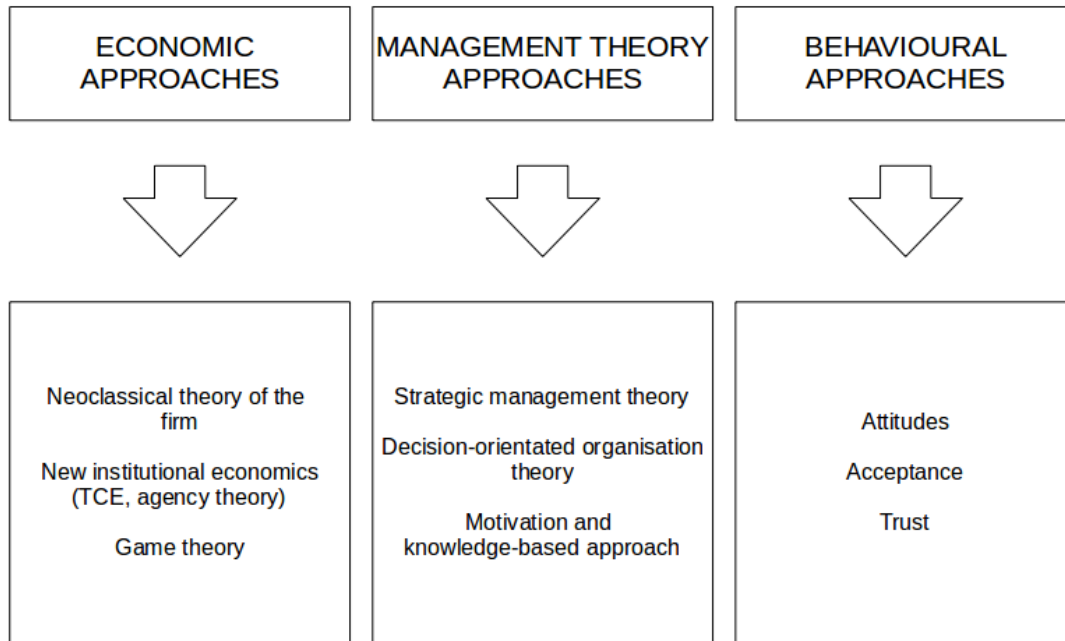 ECONOMIC
APPROACHES
MANAGEMENT THEORY
APPROACHES
BEHAVIOURAL
APPROACHES
Neoclassical theory of the
firm
New institutional economics
(TCE, agency theory)
Game theory
Strategic management theory
Decision-orientated organisation
theory
Motivation and
knowledge-based approach
Attitudes
Acceptance
Trust